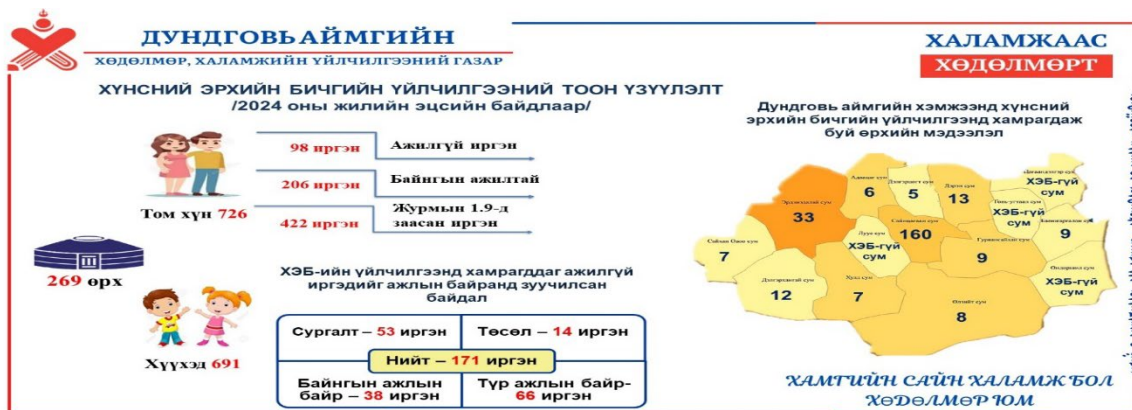 ДУНДГОВЬ АЙМГИЙН
ХӨДӨЛМӨР, ХАЛАМЖИЙН ҮЙЛЧИЛГЭЭНИЙ ГАЗАР
ХАЛАМЖААС
ХӨДӨЛМӨРТ
ХҮНСНИЙ ЭРХИЙН БИЧГИЙН ҮЙЛЧИЛГЭЭНИЙ ТООН ҮЗҮҮЛЭЛТ
/2024 оны жилийн эцсийн байдлаар/
98 иргэн
Ажилгүй иргэн
206 иргэн
Байнгын ажилтай
422 иргэн
Журмын 1.9-д
заасан иргэн
Том хүн 726
269 өрх
Хүүхэд 691
ХЭБ-ийн үйлчилгээнд хамрагддаг ажилгүй
иргэдийг ажлын байранд зуучилсан
байдал
Сургалт – 53 иргэн
Төсөл – 14 иргэн
Нийт – 171 иргэн
Байнгын ажлын
байр – 38 иргэн
Түр ажлын байр-
66 иргэн
Дундговь аймгийн хэмжээнд хүнсний
эрхийн бичгийн үйлчилгээнд хамрагдаж
буй өрхийн мэдээлэл
33
6
5
13
ХЭБ-гүй
сум
ХЭБ-гүй
сум
9
160
ХЭБ-гүй
сум
7
9
ХЭБ-гүй
сум
12
7
8
ХАМГИЙН САЙН ХАЛАМЖ БОЛ
ХӨДӨЛМӨР ЮМ